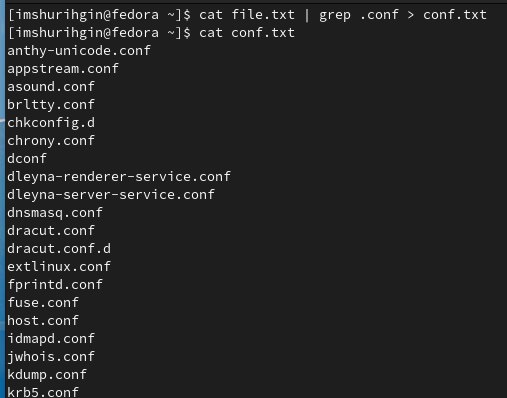 [imshurihgin@fedora ~]$ cat file.txt | grep .conf > conf.txt
[imshurihgin@fedora ~]$ cat conf.txt
anthy-unicode.conf
appstream.conf
asound.conf
brltty.conf
chkconfig.d
chrony.conf
dconf
dleyna-renderer-service.conf
dleyna-server-service.conf
dnsmasq.conf
dracut.conf
dracut.conf.d
extlinux.conf
fprintd.conf
fuse.conf
host.conf
idmapd.conf
jwhois.conf
kdump.conf
krb5.conf